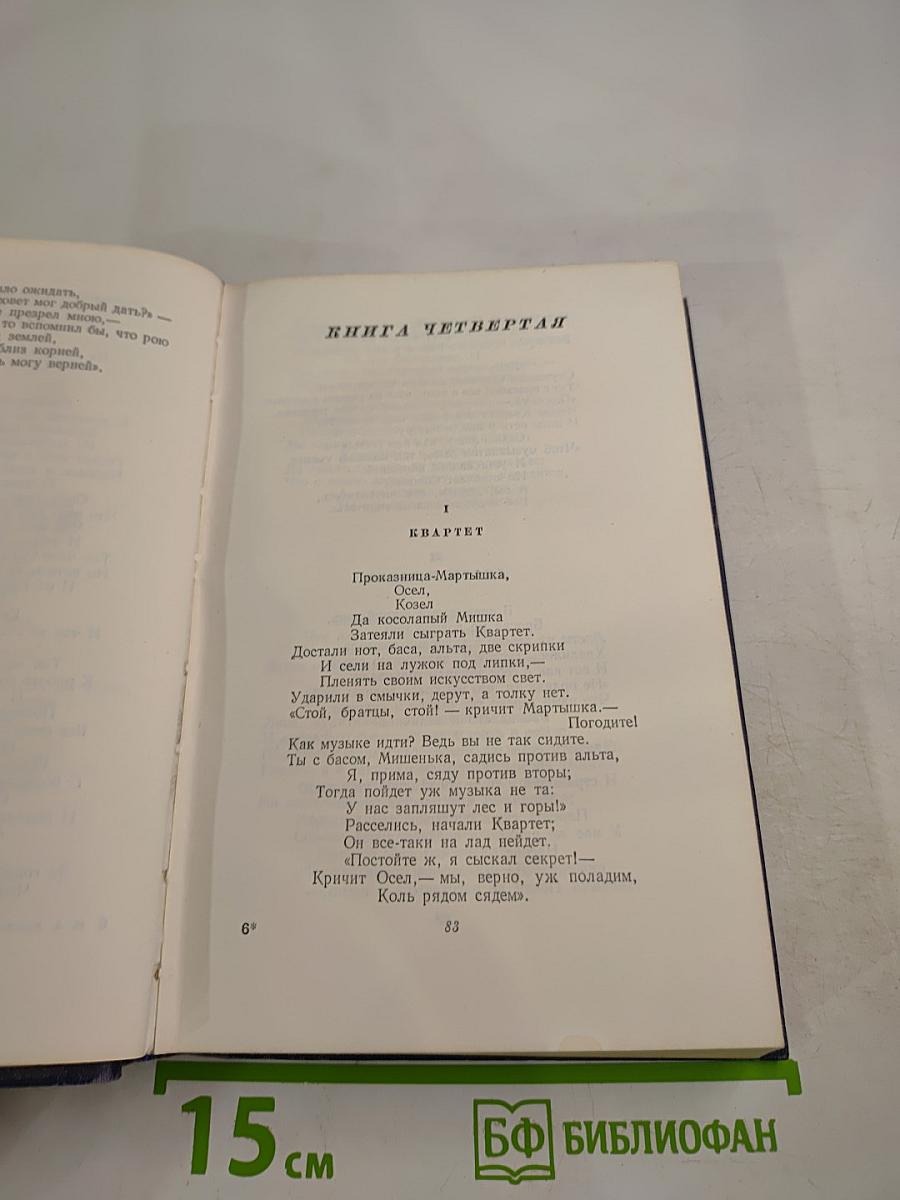 ожидать,
мог добрый дать?» —
презрел мною,—
то вспомнил бы, что рою
землей,
корней,
могу верней».
КНИГА ЧЕТВЕРТАЯ
I
КВАРТЕТ
Проказница-Мартышка,
Осел,
Козел
Да косолапый Мишка
Затеяли сыграть Квартет.
Достали нот, баса, альта, две скрипки
И сели на лужок под липки,—
Пленять своим искусством свет.
Ударили в смычки, дерут, а толку нет.
«Стой, братцы, стой! — кричит Мартышка.—
Погодите!
Как музыке идти? Ведь вы не так сидите.
Ты с басом, Мишенька, садись против альта,
Я, прима, сяду против вторы;
Тогда пойдет уж музыка не та:
У нас запляшут лес и горы!»
Расселись, начали Квартет;
Он все-таки на лад нейдет.
«Постойте ж, я сыскал секрет!—
Кричит Осел,— мы, верно, уж поладим,
Коль рядом сядем».
6*
83
15 см
БФ БИБЛИОФАН